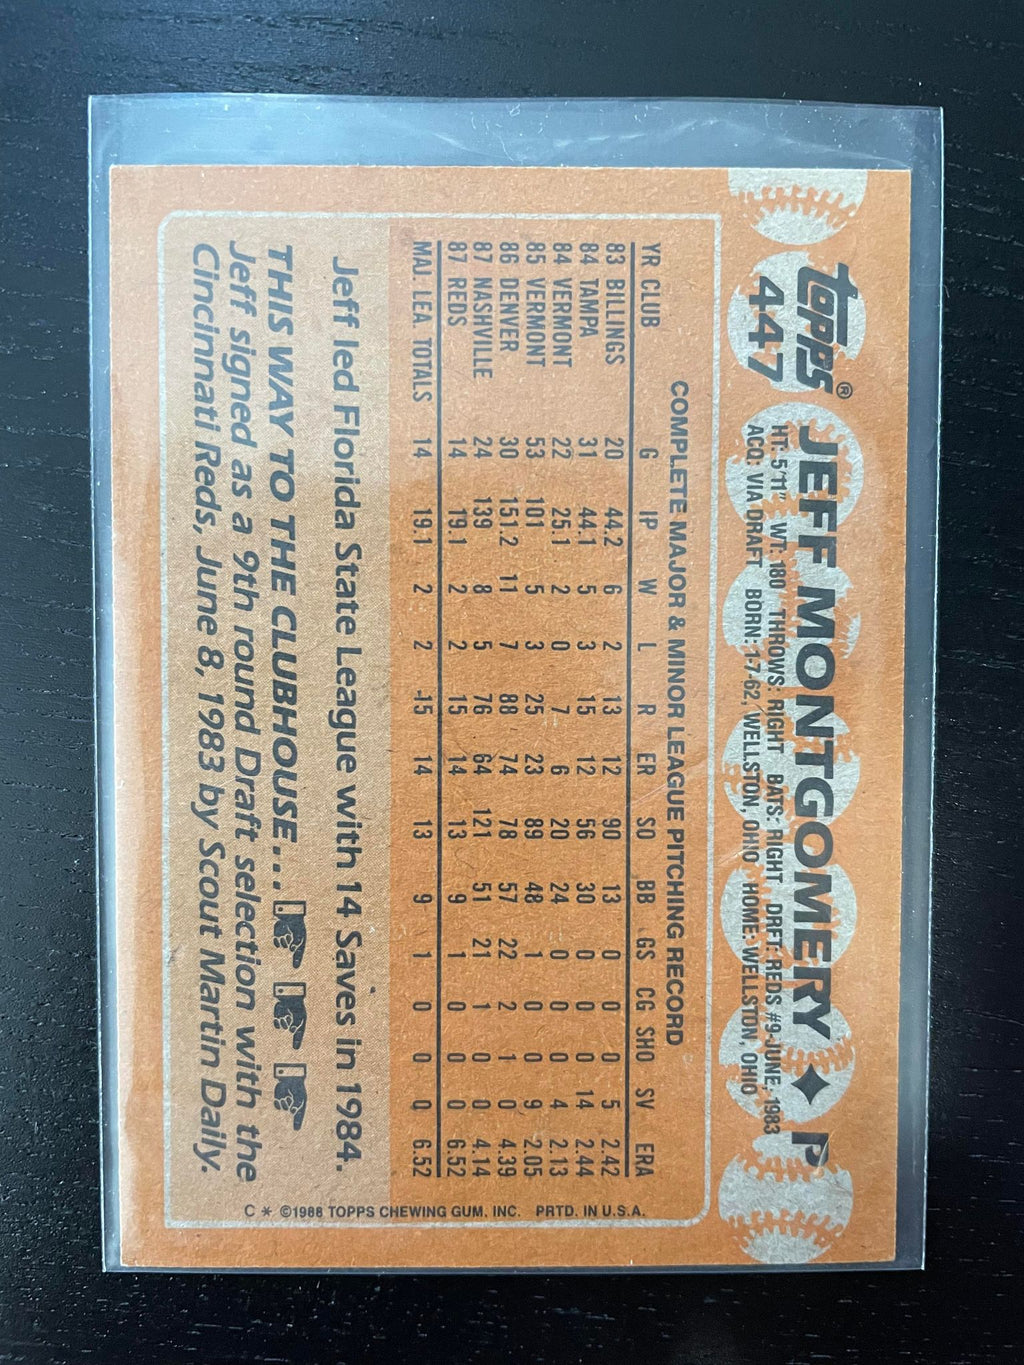 topps®
447
JEFF MONTGOMERY ♦ P
HT: 5'11" WT: 180 THROWS: RIGHT BATS: RIGHT DRFT: REDS #9-JUNE, 1983
ACQ: VIA DRAFT BORN: 1-7-62, WELLSTON, OHIO HOME: WELLSTON, OHIO
COMPLETE MAJOR & MINOR LEAGUE PITCHING RECORD
YR CLUB G IP W L R ER SO BB GS CG SHO SV ERA
83 BILLINGS 20 44.2 6 2 13 12 90 13 0 0 0 5 2.42
84 TAMPA 31 44.1 5 3 15 12 56 30 0 0 0 14 2.44
84 VERMONT 22 25.1 2 0 7 6 20 24 0 0 0 4 2.13
85 VERMONT 53 101 5 3 25 23 89 48 1 0 0 9 2.05
86 DENVER 30 151.2 11 7 88 74 78 57 22 2 1 0 4.39
87 NASHVILLE 24 139 8 5 76 64 121 51 21 1 0 0 4.14
87 REDS 14 19.1 2 2 15 14 13 9 1 0 0 0 6.52
MAJ. LEA. TOTALS 14 19.1 2 2 15 14 13 9 1 0 0 0 6.52
Jeff led Florida State League with 14 Saves in 1984.
THIS WAY TO THE CLUBHOUSE...
Jeff signed as a 9th round Draft selection with the
Cincinnati Reds, June 8, 1983 by Scout Martin Daily.
C * ©1988 TOPPS CHEWING GUM, INC. PRTD. IN U.S.A.